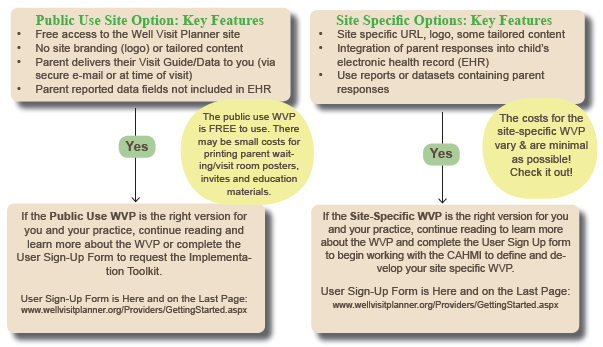 Public Use Site Option: Key Features
• Free access to the Well Visit Planner site
• No site branding (logo) or tailored content
• Parent delivers their Visit Guide/Data to you (via
secure e-mail or at time of visit)
• Parent reported data fields not included in EHR
Yes
The public use WVP
is FREE to use. There
may be small costs for
printing parent wait-
ing/visit room posters,
invites and education
materials.
If the Public Use WVP is the right version for
you and your practice, continue reading and
learn more about the WVP or complete the
User Sign-Up Form to request the Implementa-
tion Toolkit.
User Sign-Up Form is Here and on the Last Page:
www.wellvisitplanner.org/Providers/GettingStarted.aspx
Site Specific Options: Key Features
• Site specific URL, logo, some tailored content
• Integration of parent responses into child's
electronic health record (EHR)
• Use reports or datasets containing parent
responses
Yes
The costs for the
site-specific WVP
vary & are minimal
as possible!
Check it out!
If the Site-Specific WVP is the right version for you
and your practice, continue reading to learn more
about the WVP and complete the User Sign Up form
to begin working with the CAHMI to define and de-
velop your site specific WVP.
User Sign-Up Form is Here and on the Last Page:
www.wellvisitplanner.org/Providers/GettingStarted.aspx